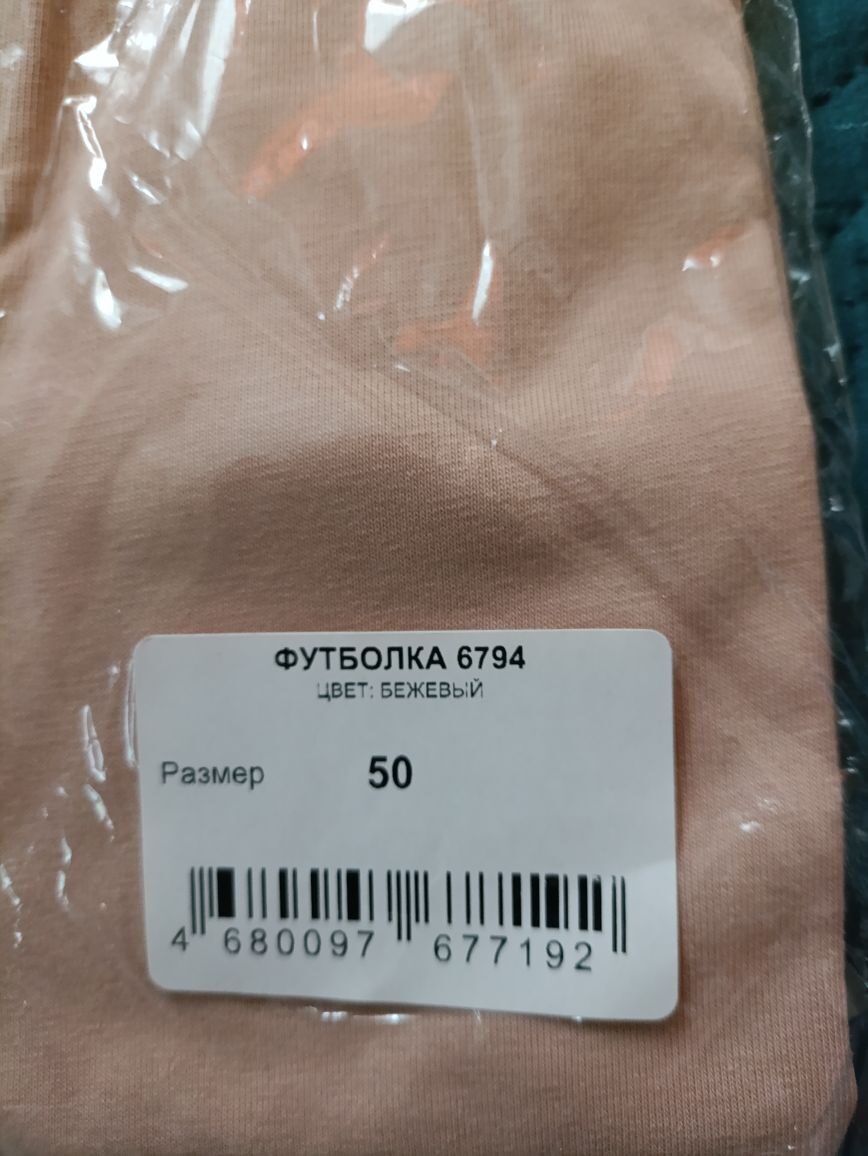 ФУТБОЛКА 6794
ЦВЕТ: БЕЖЕВЫЙ
Размер 50
4 680097 677192